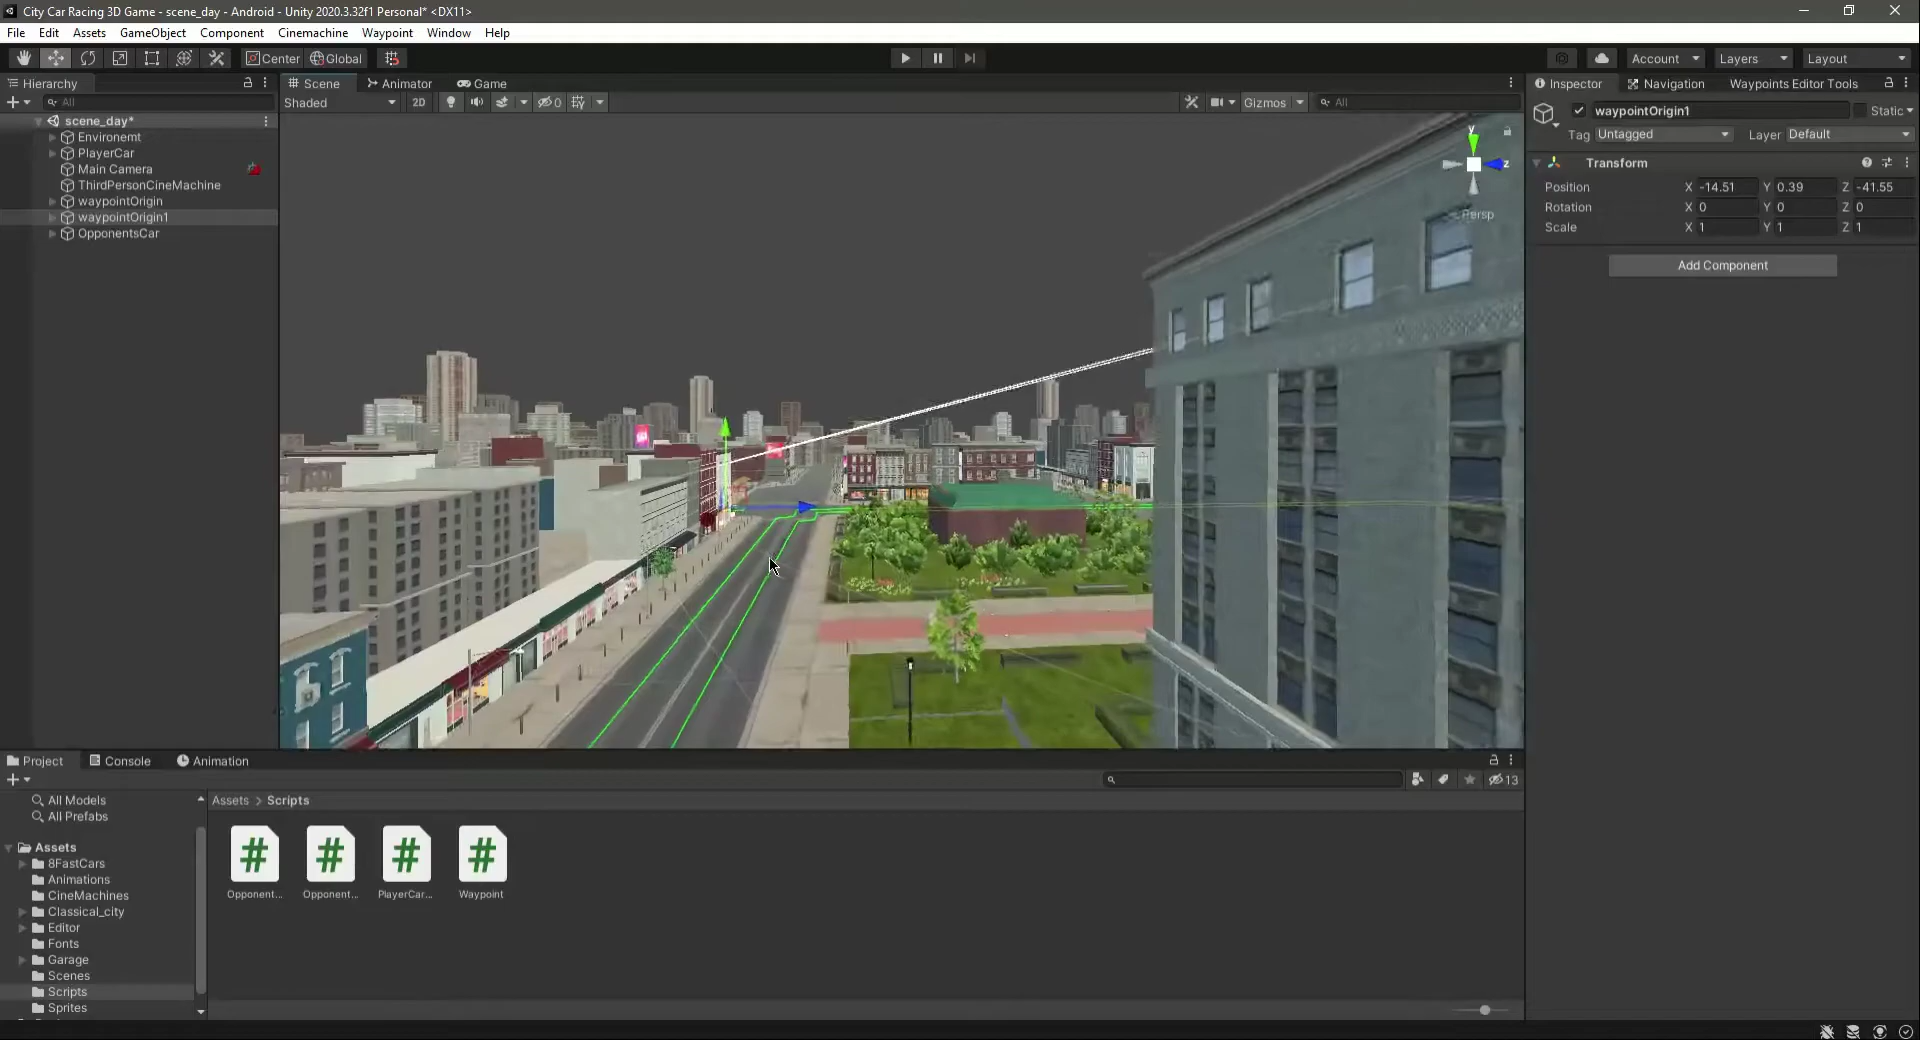 City Car Racing 3D Game - scene_day - Android - Unity 2020.3.32f1 Personal* <DX11>
File Edit Assets GameObject Component Cinemachine Waypoint Window Help
Center Global Account Layers Layout
Hierarchy
All
scene_day*
Environemt
PlayerCar
Main Camera
ThirdPersonCineMachine
waypointOrigin
waypointOrigin1
OpponentsCar
Scene Animator Game
Shaded 2D 0 Gizmos All
y
z
Persp
Inspector Navigation Waypoints Editor Tools
waypointOrigin1 Static
Tag Untagged Layer Default
Transform
Position X -14.51 Y 0.39 Z -41.55
Rotation X 0 Y 0 Z 0
Scale X 1 Y 1 Z 1
Add Component
Project Console Animation
13
All Models
All Prefabs
Assets
8FastCars
Animations
CineMachines
Classical_city
Editor
Fonts
Garage
Scenes
Scripts
Sprites
Assets > Scripts
# # # #
Opponent... Opponent... PlayerCar... Waypoint